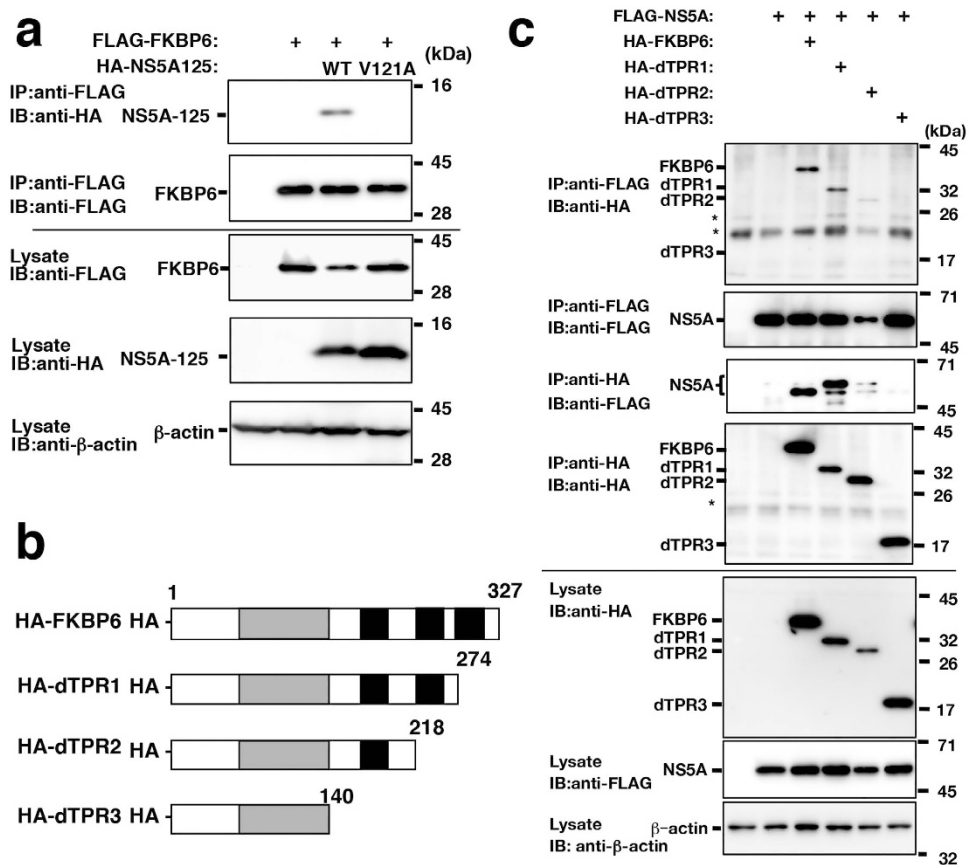 a
FLAG-FKBP6: + + +
HA-NS5A125: WT V121A
(kDa)
IP:anti-FLAG
IB:anti-HA NS5A-125
16
IP:anti-FLAG
IB:anti-FLAG FKBP6
45
28
Lysate
IB:anti-FLAG FKBP6
45
28
Lysate
IB:anti-HA NS5A-125
16
Lysate
IB:anti-β-actin β-actin
45
28
b
1 327
HA-FKBP6 HA
274
HA-dTPR1 HA
218
HA-dTPR2 HA
140
HA-dTPR3 HA
c
FLAG-NS5A: + + + + +
HA-FKBP6: +
HA-dTPR1: +
HA-dTPR2: +
HA-dTPR3: +
(kDa)
IP:anti-FLAG
IB:anti-HA
FKBP6
dTPR1
dTPR2
*
*
dTPR3
45
32
26
17
IP:anti-FLAG
IB:anti-FLAG
NS5A
71
45
IP:anti-HA
IB:anti-FLAG
NS5A
71
45
IP:anti-HA
IB:anti-HA
FKBP6
dTPR1
dTPR2
*
dTPR3
45
32
26
17
Lysate
IB:anti-HA
FKBP6
dTPR1
dTPR2
dTPR3
45
32
26
17
Lysate
IB:anti-FLAG
NS5A
71
45
Lysate
IB: anti-β-actin
β-actin
32